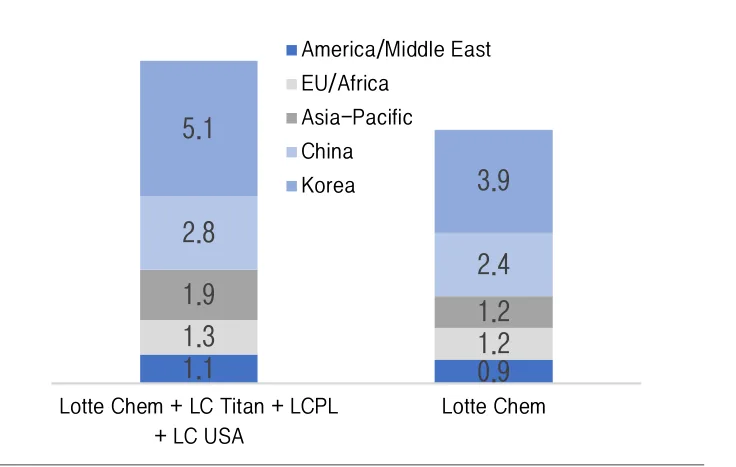 America/Middle East
EU/Africa
Asia-Pacific
China
Korea
5.1
2.8
1.9
1.3
1.1
3.9
2.4
1.2
1.2
0.9
Lotte Chem + LC Titan + LCPL
+ LC USA
Lotte Chem